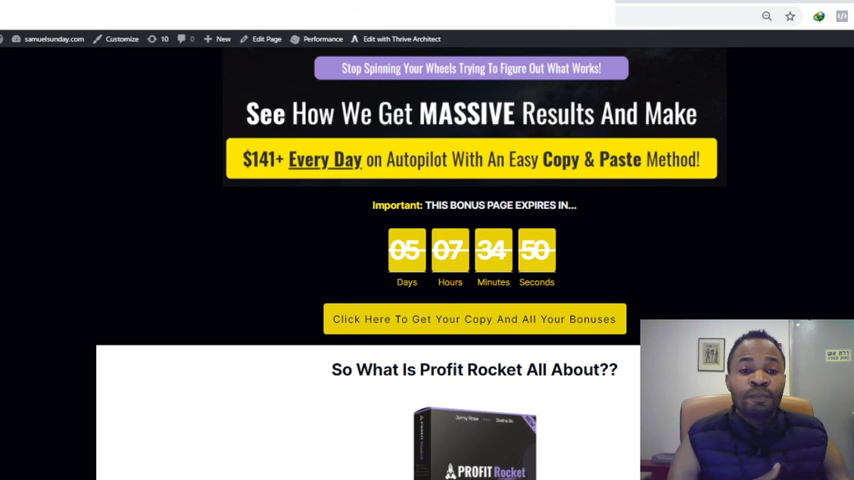 samuelsunday.com Customize 10 0 New Edit Page Performance Edit with Thrive Architect
Stop Spinning Your Wheels Trying To Figure Out What Works!
See How We Get MASSIVE Results And Make
$141+ Every Day on Autopilot With An Easy Copy & Paste Method!
Important: THIS BONUS PAGE EXPIRES IN...
05 07 34 50
Days Hours Minutes Seconds
Click Here To Get Your Copy And All Your Bonuses
So What Is Profit Rocket All About??
PROFIT Rocket